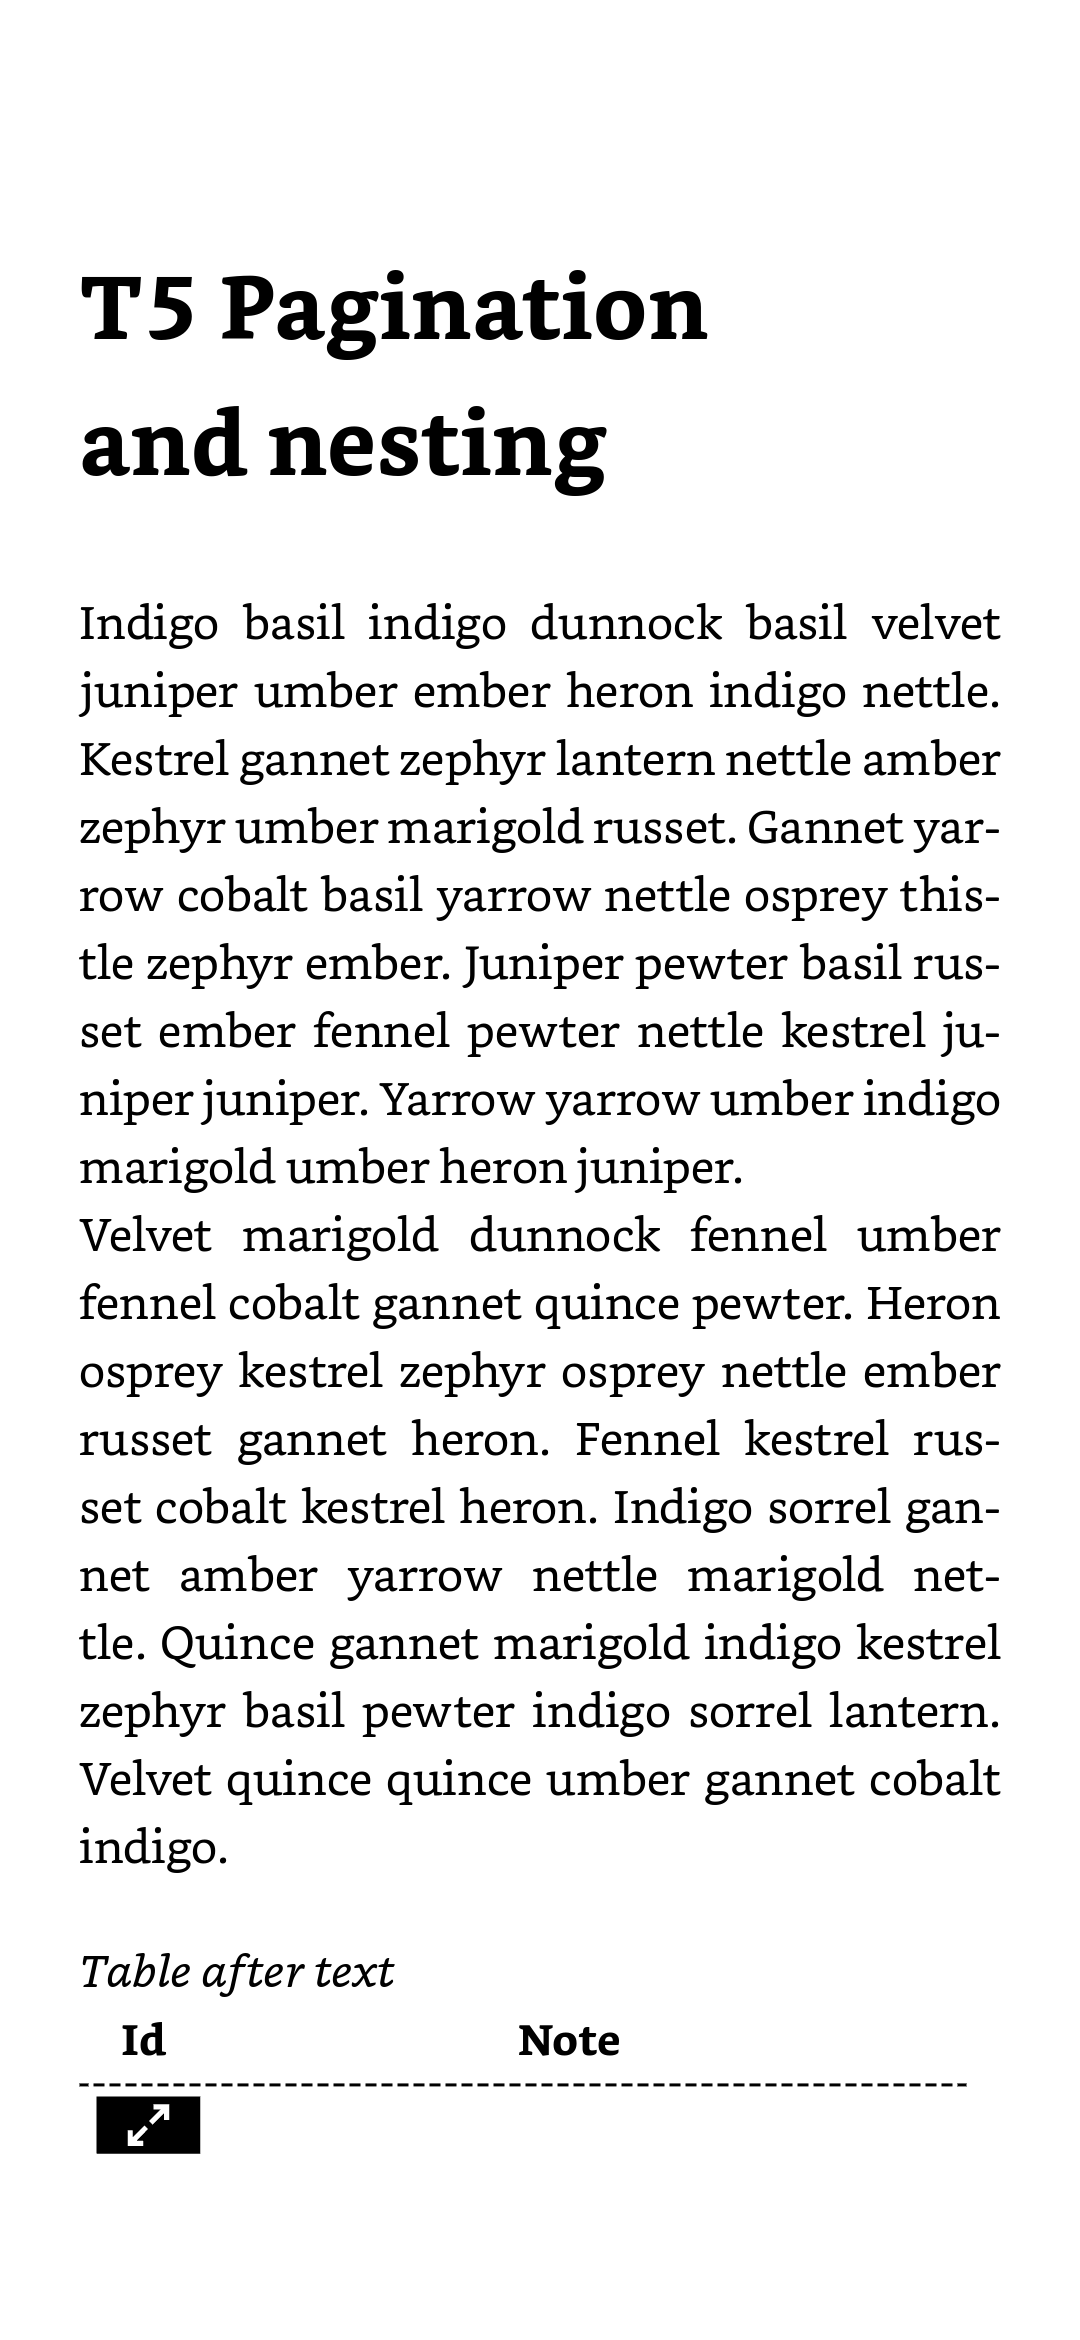 T5 Pagination
and nesting
Indigo basil indigo dunnock basil velvet
juniper umber ember heron indigo nettle.
Kestrel gannet zephyr lantern nettle amber
zephyr umber marigold russet. Gannet yar-
row cobalt basil yarrow nettle osprey this-
tle zephyr ember. Juniper pewter basil rus-
set ember fennel pewter nettle kestrel ju-
niper juniper. Yarrow yarrow umber indigo
marigold umber heron juniper.
Velvet marigold dunnock fennel umber
fennel cobalt gannet quince pewter. Heron
osprey kestrel zephyr osprey nettle ember
russet gannet heron. Fennel kestrel rus-
set cobalt kestrel heron. Indigo sorrel gan-
net amber yarrow nettle marigold net-
tle. Quince gannet marigold indigo kestrel
zephyr basil pewter indigo sorrel lantern.
Velvet quince quince umber gannet cobalt
indigo.
Table after text
Id Note